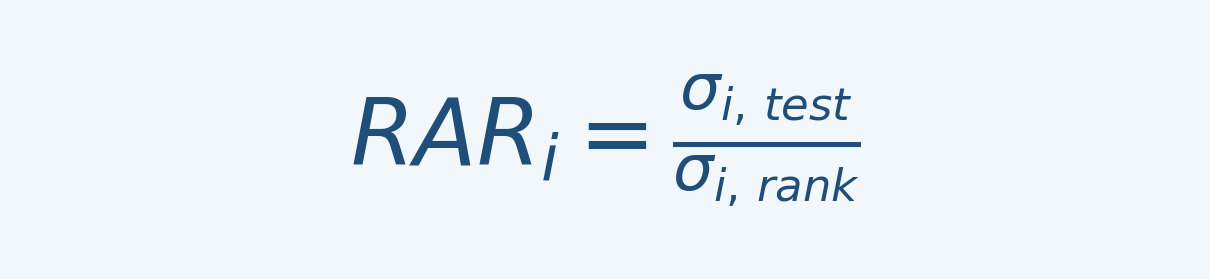 RAR_i = σ_{i, test} / σ_{i, rank}